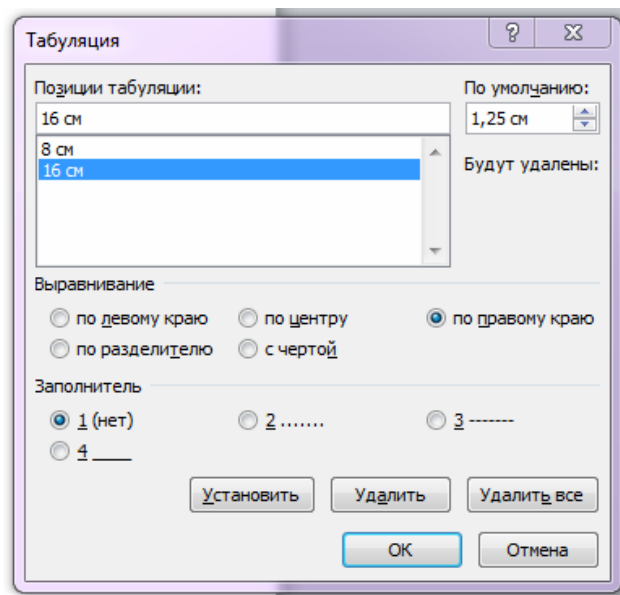 Табуляция
Позиции табуляции:
По умолчанию:
16 см
1,25 см
8 см
16 см
Будут удалены:
Выравнивание
по левому краю
по центру
по правому краю
по разделителю
с чертой
Заполнитель
1 (нет)
2 .......
3 -------
4 ____
Установить
Удалить
Удалить все
ОК
Отмена